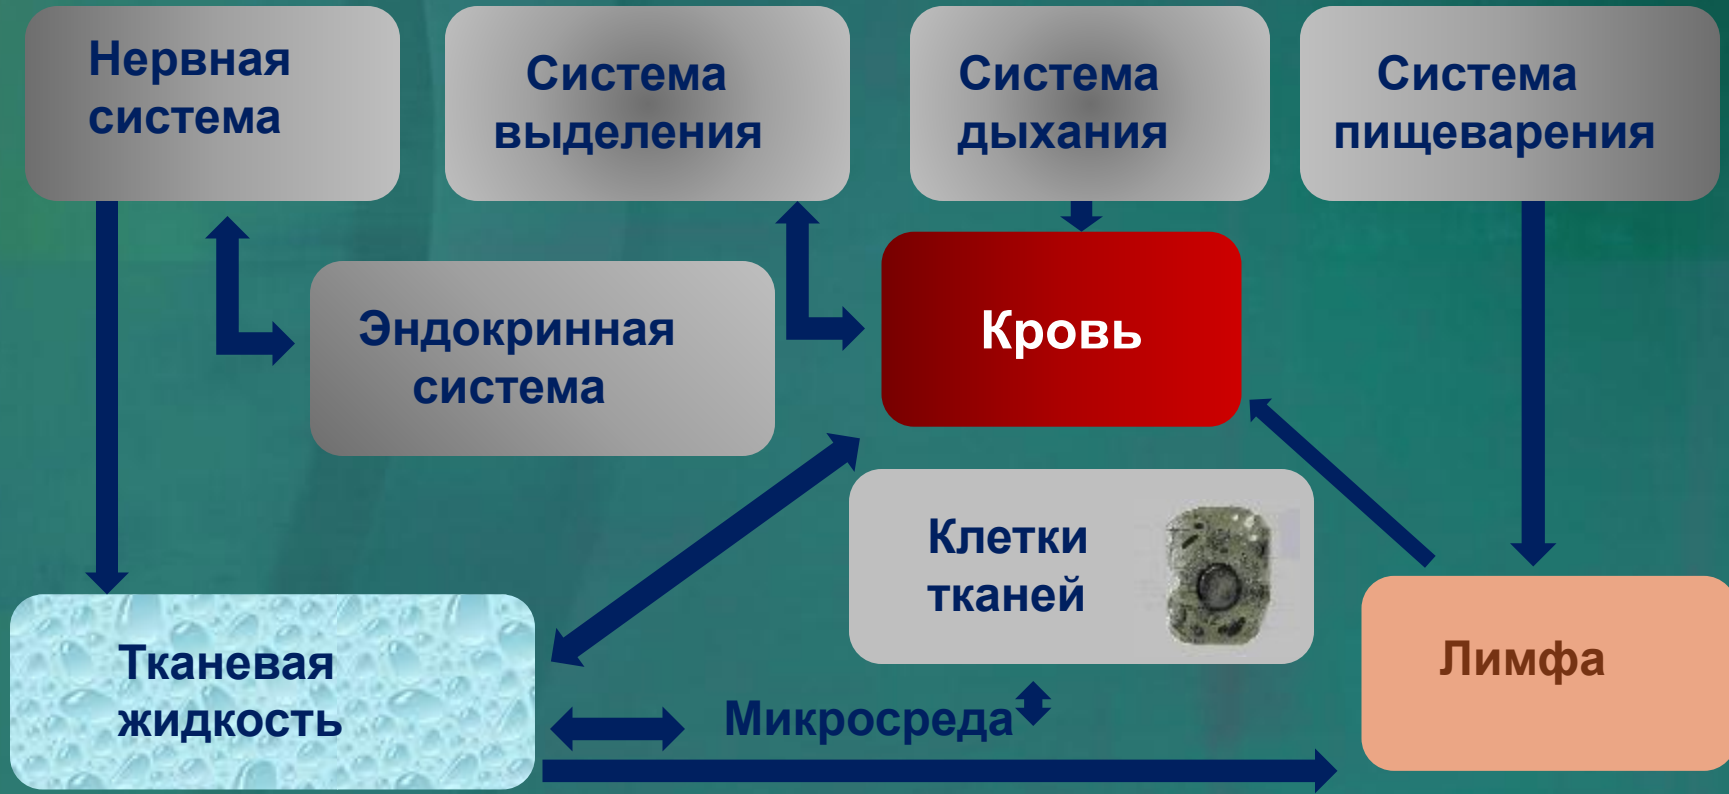 Нервная
система
Система
выделения
Система
дыхания
Система
пищеварения
Эндокринная
система
Кровь
Клетки
тканей
Тканевая
жидкость
Микросреда
Лимфа